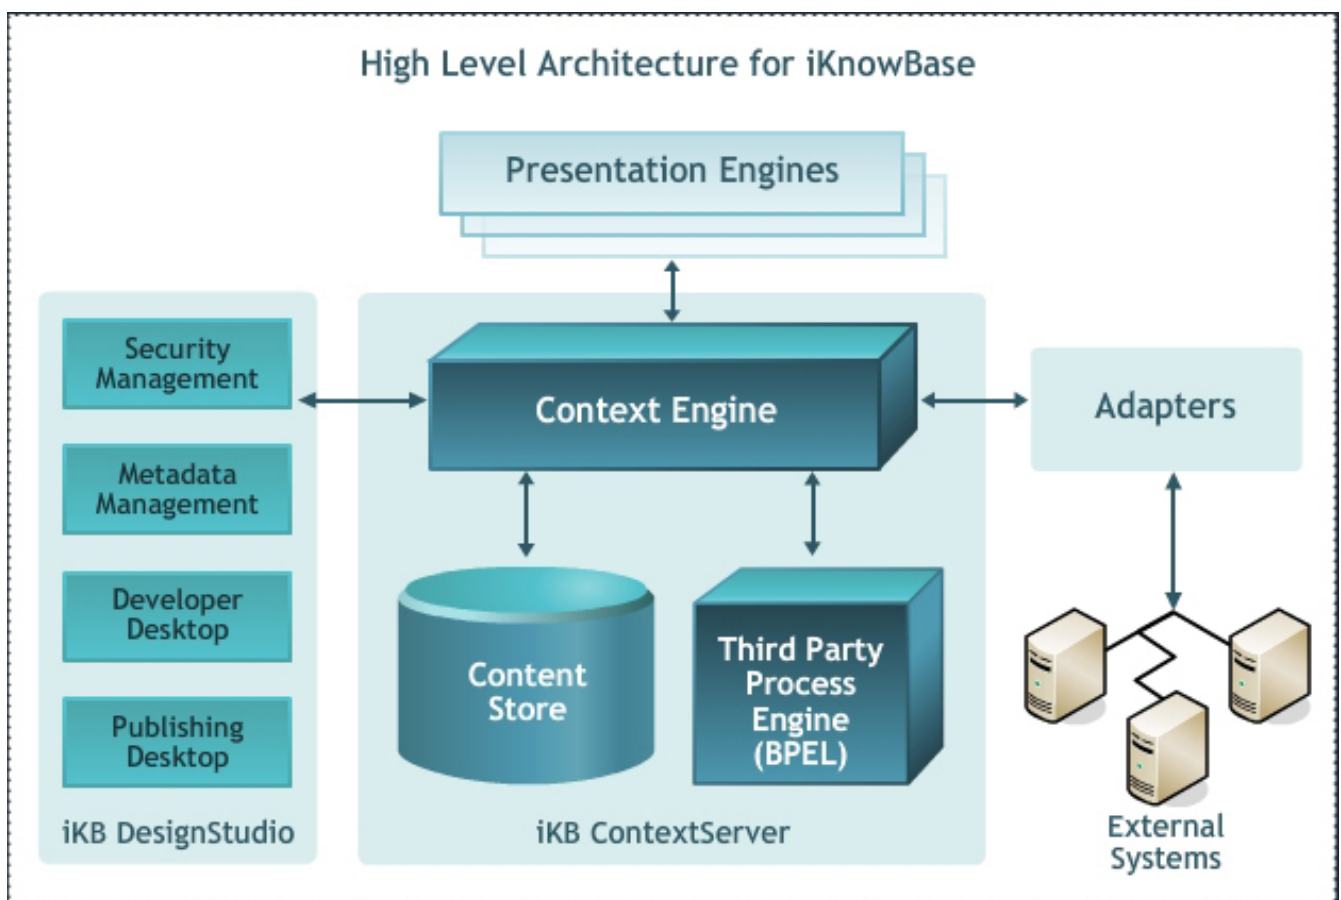 High Level Architecture for iKnowBase
Presentation Engines
Security
Management
Metadata
Management
Developer
Desktop
Publishing
Desktop
iKB DesignStudio
Context Engine
Content
Store
Third Party
Process
Engine
(BPEL)
iKB ContextServer
Adapters
External
Systems